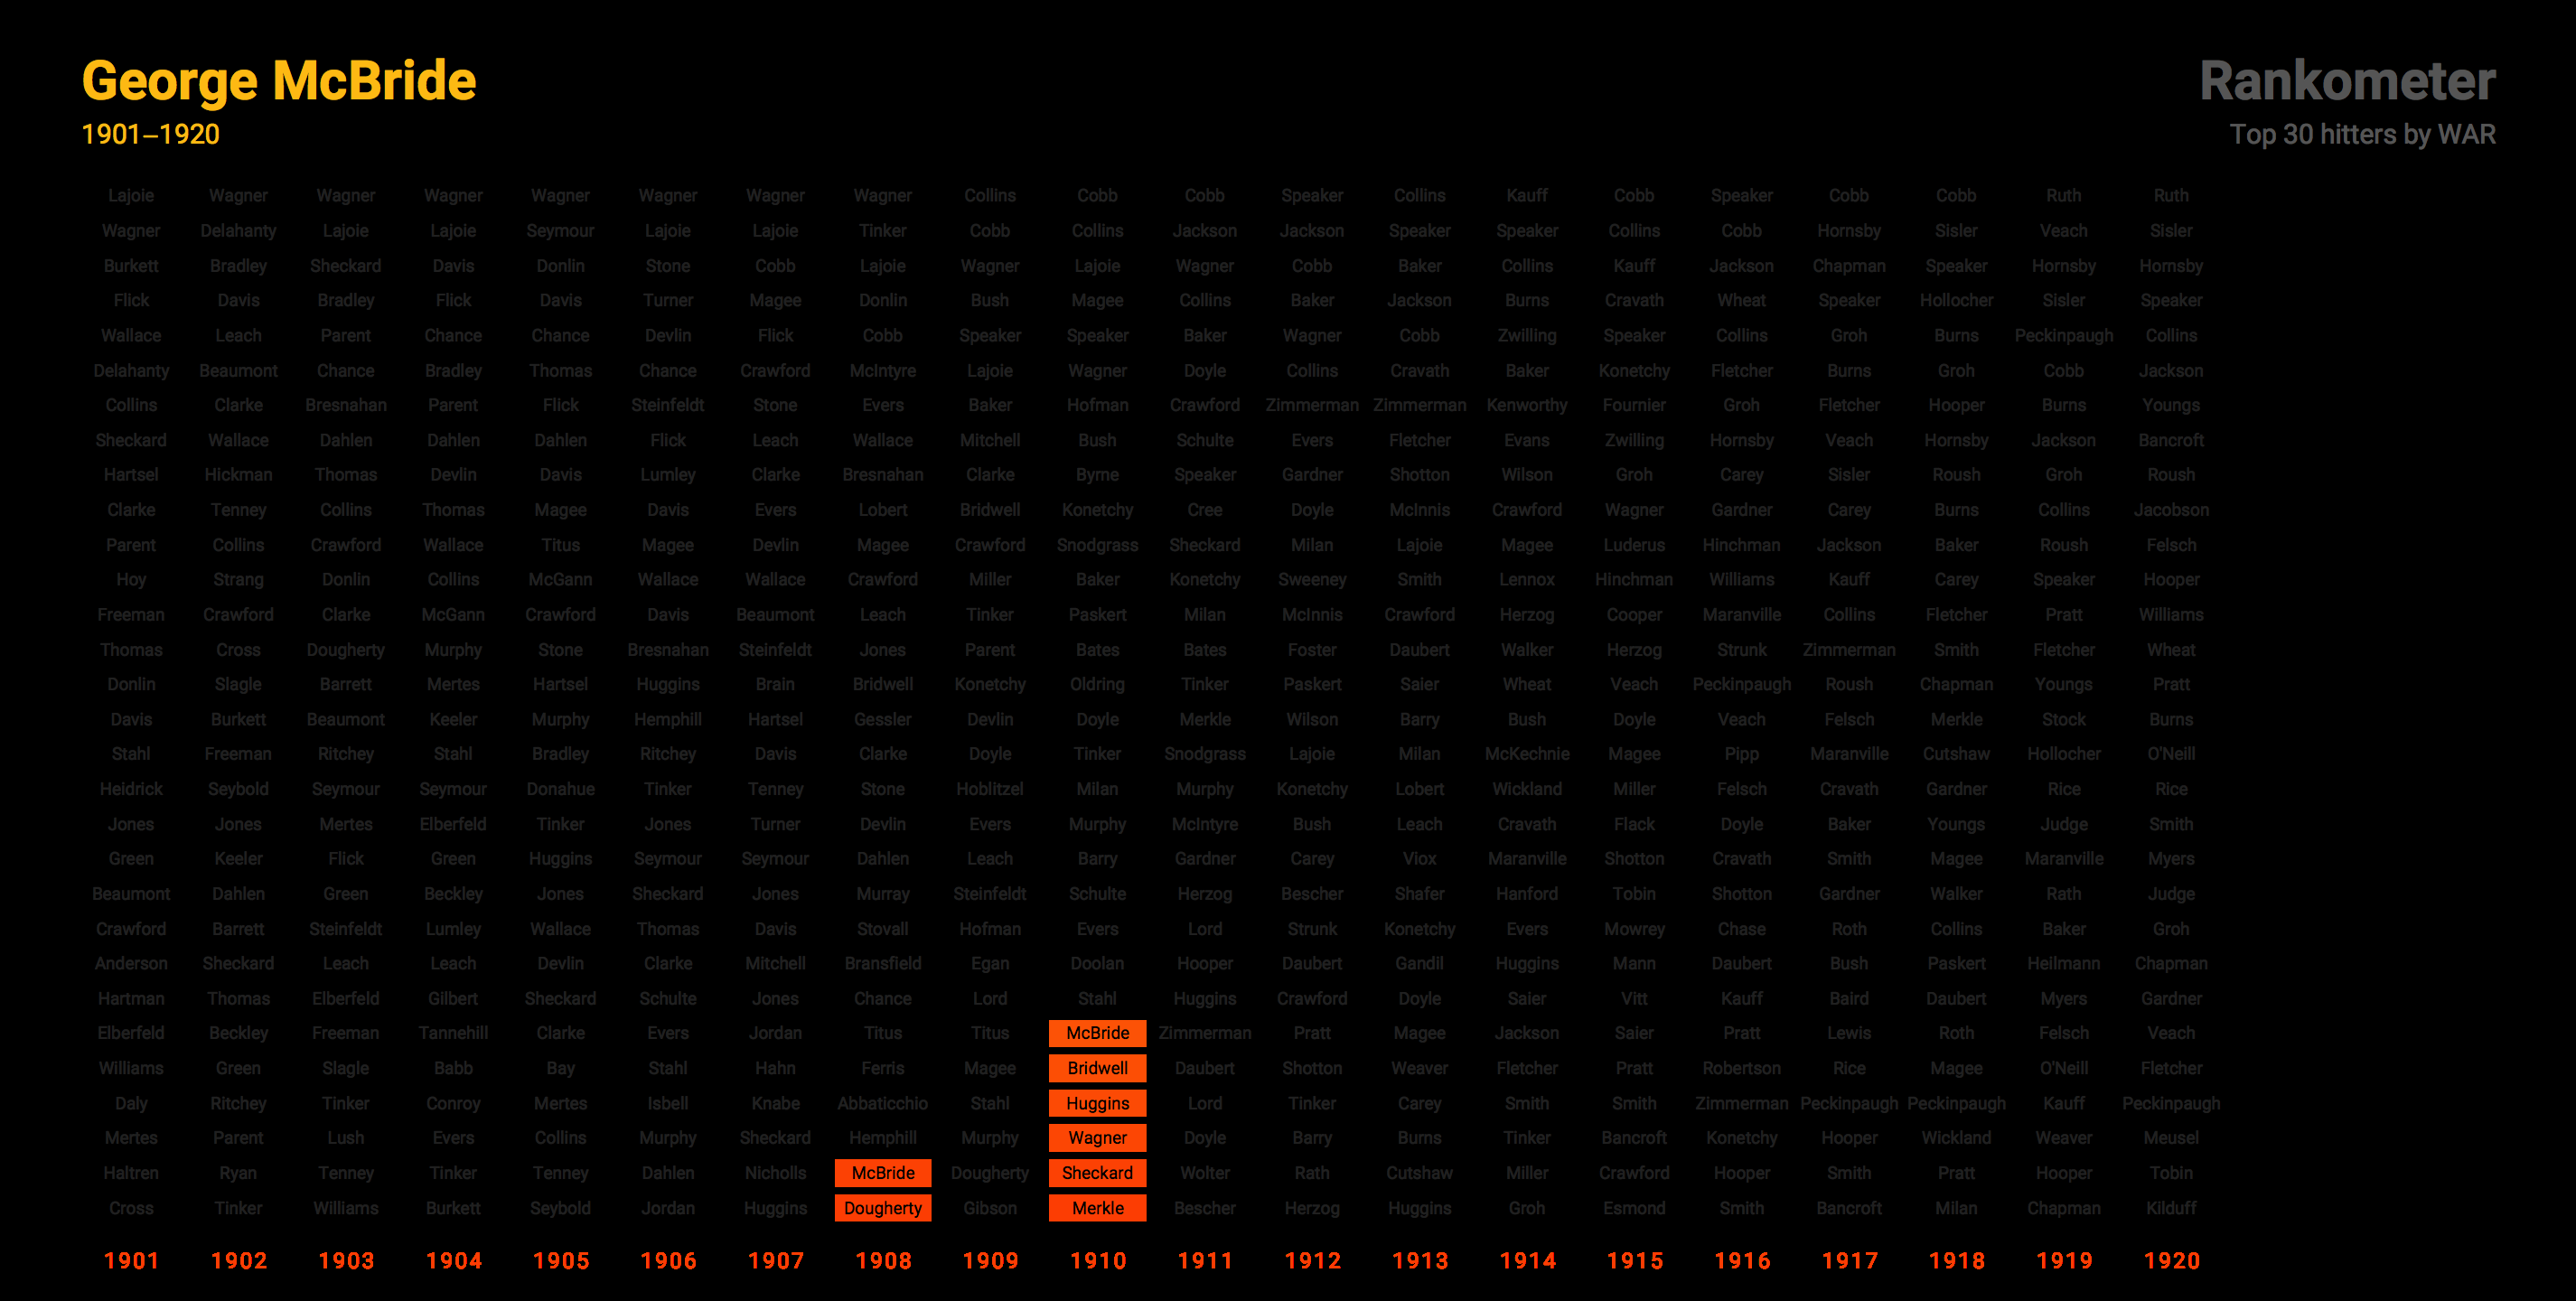 George McBride
Rankometer
1901–1920
Top 30 hitters by WAR
Lajoie Wagner Wagner Wagner Wagner Wagner Wagner Wagner Collins Cobb Cobb Speaker Collins Kauff Cobb Speaker Cobb Cobb Ruth Ruth
Wagner Delahanty Lajoie Lajoie Seymour Lajoie Lajoie Tinker Cobb Collins Jackson Jackson Speaker Speaker Collins Cobb Hornsby Sisler Veach Sisler
Burkett Bradley Sheckard Davis Donlin Stone Cobb Lajoie Wagner Lajoie Wagner Cobb Baker Collins Kauff Jackson Chapman Speaker Hornsby Hornsby
Flick Davis Bradley Flick Davis Turner Magee Donlin Bush Magee Collins Baker Jackson Burns Cravath Wheat Speaker Hollocher Sisler Speaker
Wallace Leach Parent Chance Chance Devlin Flick Cobb Speaker Speaker Baker Wagner Cobb Zwilling Speaker Collins Groh Burns Peckinpaugh Collins
Delahanty Beaumont Chance Bradley Thomas Chance Crawford McIntyre Lajoie Wagner Doyle Collins Cravath Baker Konetchy Fletcher Burns Groh Cobb Jackson
Collins Clarke Bresnahan Parent Flick Steinfeldt Stone Evers Baker Hofman Crawford Zimmerman Zimmerman Kenworthy Fournier Groh Fletcher Hooper Burns Youngs
Sheckard Wallace Dahlen Dahlen Dahlen Flick Leach Wallace Mitchell Bush Schulte Evers Fletcher Evans Zwilling Hornsby Veach Hornsby Jackson Bancroft
Hartsel Hickman Thomas Devlin Davis Lumley Clarke Bresnahan Clarke Byrne Speaker Gardner Shotton Wilson Groh Carey Sisler Roush Groh Roush
Clarke Tenney Collins Thomas Magee Davis Evers Lobert Bridwell Konetchy Cree Doyle McInnis Crawford Wagner Gardner Carey Burns Collins Jacobson
Parent Collins Crawford Wallace Titus Magee Devlin Magee Crawford Snodgrass Sheckard Milan Lajoie Magee Luderus Hinchman Jackson Baker Roush Felsch
Hoy Strang Donlin Collins McGann Wallace Wallace Crawford Miller Baker Konetchy Sweeney Smith Lennox Hinchman Williams Kauff Carey Speaker Hooper
Freeman Crawford Clarke McGann Crawford Davis Beaumont Leach Tinker Paskert Milan McInnis Crawford Herzog Cooper Maranville Collins Fletcher Pratt Williams
Thomas Cross Dougherty Murphy Stone Bresnahan Steinfeldt Jones Parent Bates Bates Foster Daubert Walker Herzog Strunk Zimmerman Smith Fletcher Wheat
Donlin Slagle Barrett Mertes Hartsel Huggins Brain Bridwell Konetchy Oldring Tinker Paskert Saier Wheat Veach Peckinpaugh Roush Chapman Youngs Pratt
Davis Burkett Beaumont Keeler Murphy Hemphill Hartsel Gessler Devlin Doyle Merkle Wilson Barry Bush Doyle Veach Felsch Merkle Stock Burns
Stahl Freeman Ritchey Stahl Bradley Ritchey Davis Clarke Doyle Tinker Snodgrass Lajoie Milan McKechnie Magee Pipp Maranville Cutshaw Hollocher O'Neill
Heidrick Seybold Seymour Seymour Donahue Tinker Tenney Stone Hoblitzel Milan Murphy Konetchy Lobert Wickland Miller Felsch Cravath Gardner Rice Rice
Jones Jones Mertes Elberfeld Tinker Jones Turner Devlin Evers Murphy McIntyre Bush Leach Cravath Flack Doyle Baker Youngs Judge Smith
Green Keeler Flick Green Huggins Seymour Seymour Dahlen Leach Barry Gardner Carey Viox Maranville Shotton Cravath Smith Magee Maranville Myers
Beaumont Dahlen Green Beckley Jones Sheckard Jones Murray Steinfeldt Schulte Herzog Bescher Shafer Hanford Tobin Shotton Gardner Walker Rath Judge
Crawford Barrett Steinfeldt Lumley Wallace Thomas Davis Stovall Hofman Evers Lord Strunk Konetchy Evers Mowrey Chase Roth Collins Baker Groh
Anderson Sheckard Leach Leach Devlin Clarke Mitchell Bransfield Egan Doolan Hooper Daubert Gandil Huggins Mann Daubert Bush Paskert Heilmann Chapman
Hartman Thomas Elberfeld Gilbert Sheckard Schulte Jones Chance Lord Stahl Huggins Crawford Doyle Saier Vitt Kauff Baird Daubert Myers Gardner
Elberfeld Beckley Freeman Tannehill Clarke Evers Jordan Titus Titus McBride Zimmerman Pratt Magee Jackson Saier Pratt Lewis Roth Felsch Veach
Williams Green Slagle Babb Bay Stahl Hahn Ferris Magee Bridwell Daubert Shotton Weaver Fletcher Pratt Robertson Rice Magee O'Neill Fletcher
Daly Ritchey Tinker Conroy Mertes Isbell Knabe Abbaticchio Stahl Huggins Lord Tinker Carey Smith Smith Zimmerman Peckinpaugh Peckinpaugh Kauff Peckinpaugh
Mertes Parent Lush Evers Collins Murphy Sheckard Hemphill Murphy Wagner Doyle Barry Burns Tinker Bancroft Konetchy Hooper Wickland Weaver Meusel
Haltren Ryan Tenney Tinker Tenney Dahlen Nicholls McBride Dougherty Sheckard Wolter Rath Cutshaw Miller Crawford Hooper Smith Pratt Hooper Tobin
Cross Tinker Williams Burkett Seybold Jordan Huggins Dougherty Gibson Merkle Bescher Herzog Huggins Groh Esmond Smith Bancroft Milan Chapman Kilduff
1901 1902 1903 1904 1905 1906 1907 1908 1909 1910 1911 1912 1913 1914 1915 1916 1917 1918 1919 1920